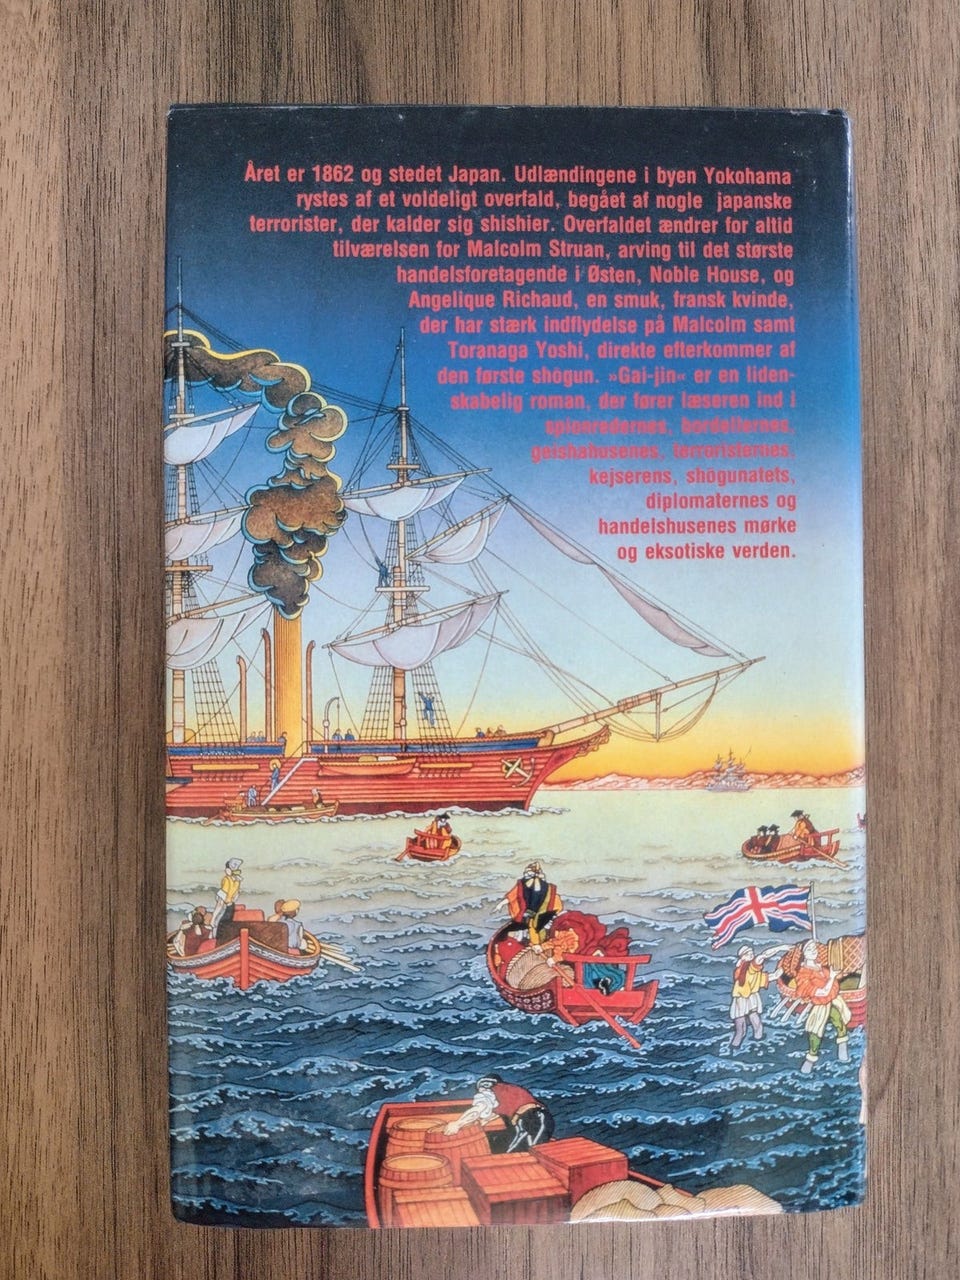 Året er 1862 og stedet Japan. Udlændingene i byen Yokohama
rystes af et voldeligt overfald, begået af nogle japanske
terrorister, der kalder sig shishier. Overfaldet ændrer for altid
tilværelsen for Malcolm Struan, arving til det største
handelsforetagende i Østen, Noble House, og
Angelique Richaud, en smuk, fransk kvinde,
der har stærk indflydelse på Malcolm samt
Toranaga Yoshi, direkte efterkommer af
den første shōgun. »Gai-jin« er en liden-
skabelig roman, der fører læseren ind i
spionredernes, bordellernes,
geishahusenes, terroristernes,
kejserens, shōgunatets,
diplomaternes og
handelshusenes mørke
og eksotiske verden.